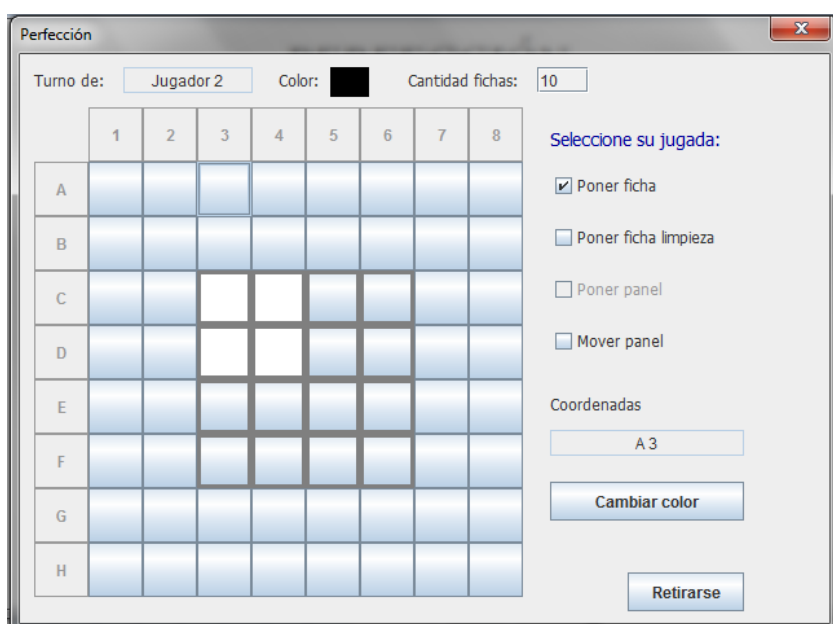 Perfección
Turno de: Jugador 2 Color: Cantidad fichas: 10
1 2 3 4 5 6 7 8
Seleccione su jugada:
A
Poner ficha
B
Poner ficha limpieza
C
Poner panel
D
Mover panel
E
Coordenadas
A 3
F
Cambiar color
G
H
Retirarse